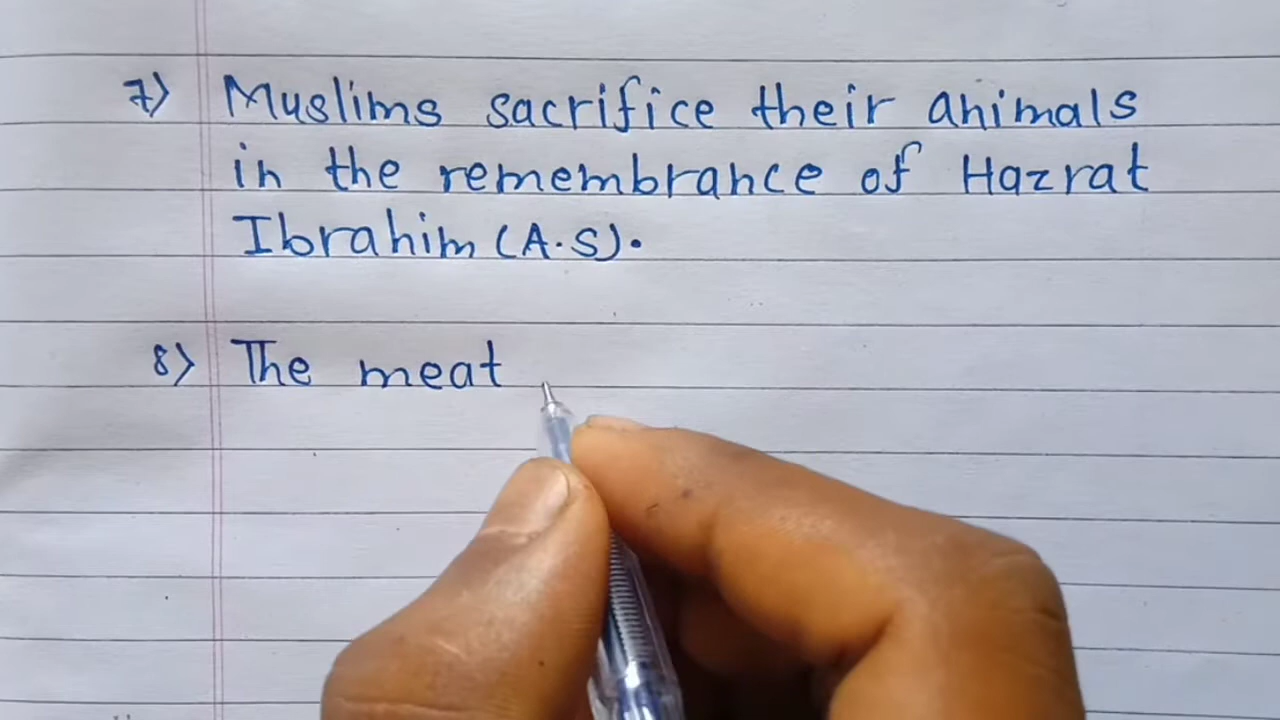 7) Muslims sacrifice their animals
in the remembrance of Hazrat
Ibrahim (A.S).
8) The meat